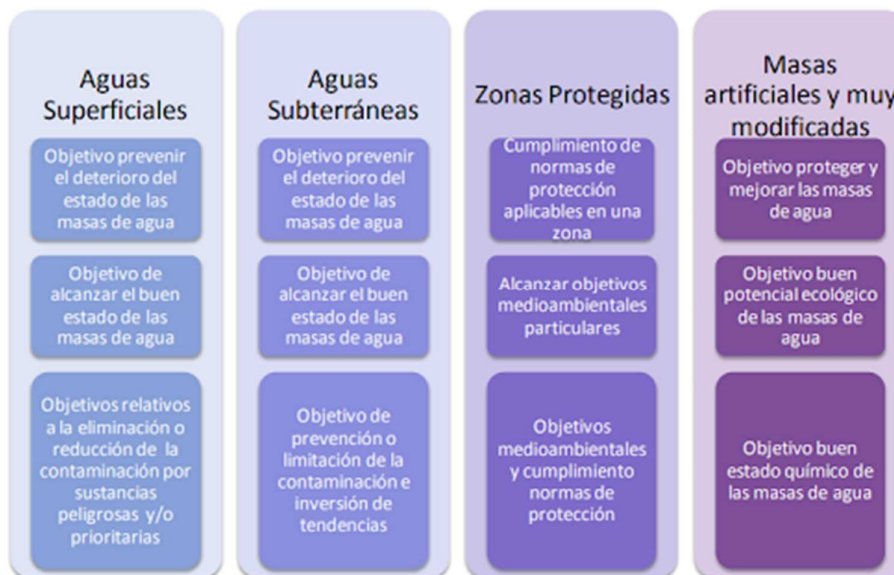 Aguas
Superficiales
Objetivo prevenir
el deterioro del
estado de las
masas de agua
Objetivo de
alcanzar el buen
estado de las
masas de agua
Objetivos relativos
a la eliminación o
reducción de la
contaminación por
sustancias
peligrosas y/o
prioritarias
Aguas
Subterráneas
Objetivo prevenir
el deterioro del
estado de las
masas de agua
Objetivo de
alcanzar el buen
estado de las
masas de agua
Objetivo de
prevención o
limitación de la
contaminación e
inversión de
tendencias
Zonas Protegidas
Cumplimiento de
normas de
protección
aplicables en una
zona
Alcanzar objetivos
medioambientales
particulares
Objetivos
medioambientales
y cumplimiento
normas de
protección
Masas
artificiales y muy
modificadas
Objetivo proteger y
mejorar las masas
de agua
Objetivo buen
potencial ecológico
de las masas de
agua
Objetivo buen
estado químico de
las masas de agua